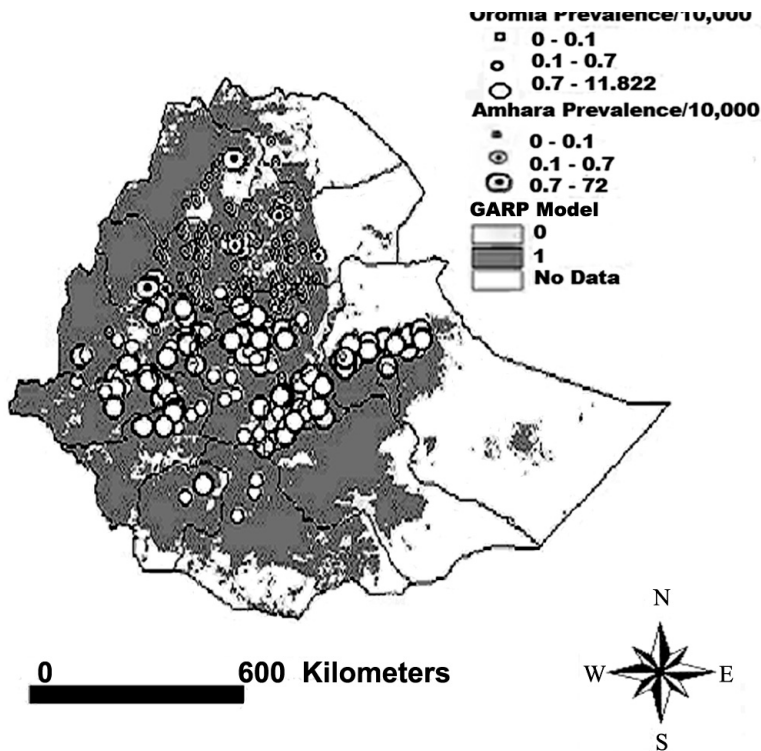 Oromia Prevalence/10,000
0 - 0.1
0.1 - 0.7
0.7 - 11.822
Amhara Prevalence/10,000
0 - 0.1
0.1 - 0.7
0.7 - 72
GARP Model
0
1
No Data
0 600 Kilometers
N
W E
S